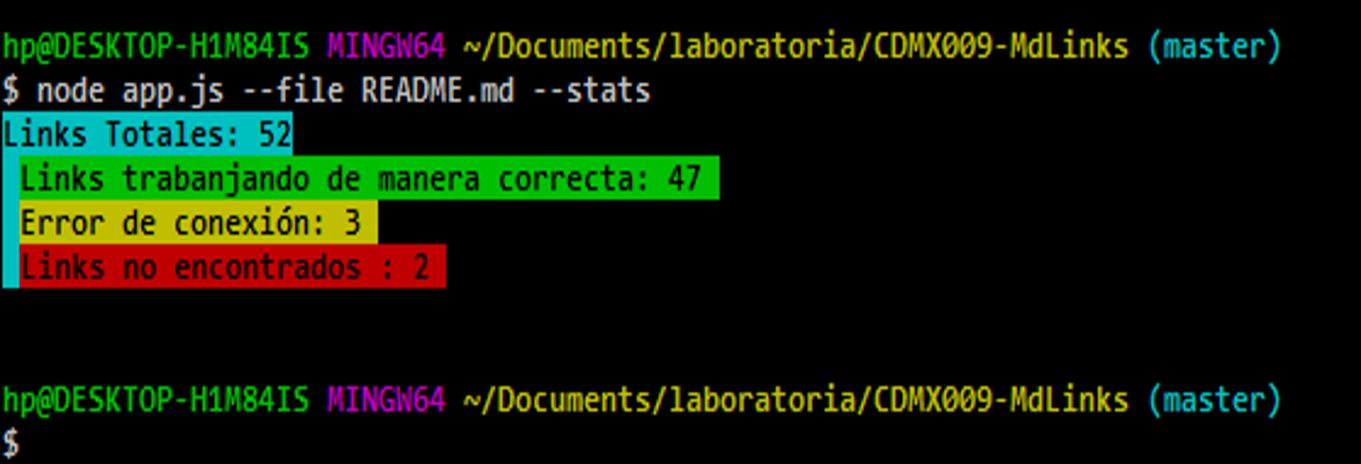 hp@DESKTOP-H1M84IS MINGW64 ~/Documents/laboratoria/CDMX009-MdLinks (master)
$ node app.js --file README.md --stats
Links Totales: 52
Links trabanjando de manera correcta: 47
Error de conexión: 3
Links no encontrados : 2
hp@DESKTOP-H1M84IS MINGW64 ~/Documents/laboratoria/CDMX009-MdLinks (master)
$